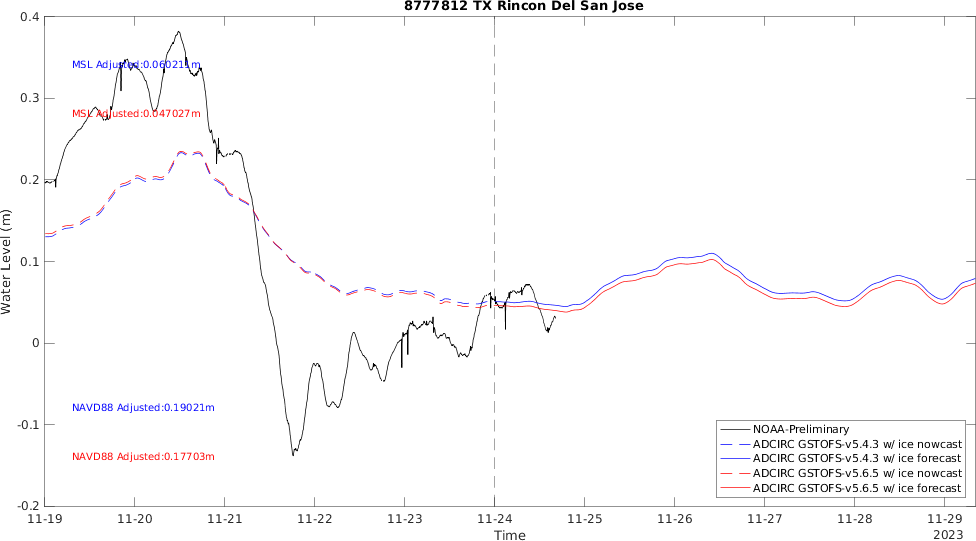 8777812 TX Rincon Del San Jose
Water Level (m)
0.4
0.3
0.2
0.1
0
-0.1
-0.2
MSL Adjusted:0.060211m
MSL Adjusted:0.047027m
NAVD88 Adjusted:0.19021m
NAVD88 Adjusted:0.17703m
NOAA-Preliminary
ADCIRC GSTOFS-v5.4.3 w/ ice nowcast
ADCIRC GSTOFS-v5.4.3 w/ ice forecast
ADCIRC GSTOFS-v5.6.5 w/ ice nowcast
ADCIRC GSTOFS-v5.6.5 w/ ice forecast
11-19 11-20 11-21 11-22 11-23 11-24 11-25 11-26 11-27 11-28 11-29
Time
2023